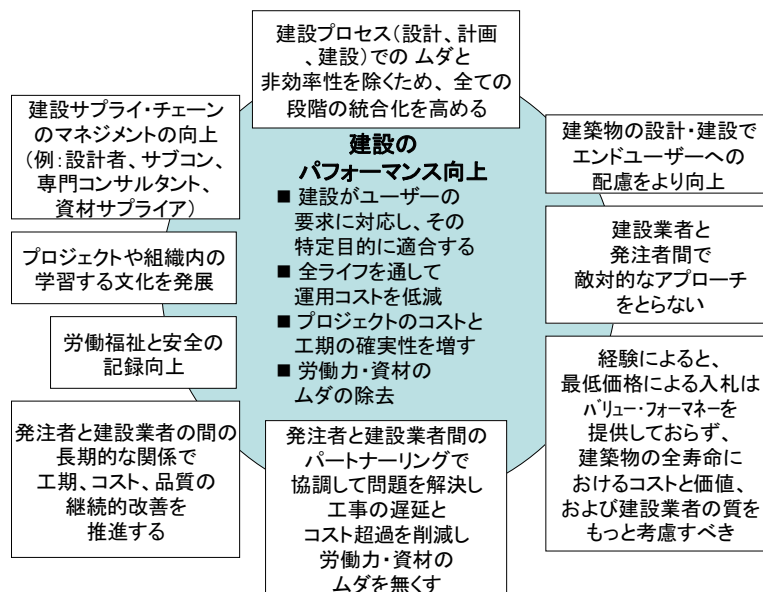 建設プロセス(設計、計画
、建設)での ムダと
非効率性を除くため、全ての
段階の統合化を高める
建設サプライ・チェーン
のマネジメントの向上
(例:設計者、サブコン、
専門コンサルタント、
資材サプライア)
プロジェクトや組織内の
学習する文化を発展
労働福祉と安全の
記録向上
発注者と建設業者の間の
長期的な関係で
工期、コスト、品質の
継続的改善を
推進する
建設の
パフォーマンス向上
■ 建設がユーザーの
要求に対応し、その
特定目的に適合する
■ 全ライフを通して
運用コストを低減
■ プロジェクトのコストと
工期の確実性を増す
■ 労働力・資材の
ムダの除去
発注者と建設業者間の
パートナーリングで
協調して問題を解決し
工事の遅延と
コスト超過を削減し
労働力・資材の
ムダを無くす
建築物の設計・建設で
エンドユーザーへの
配慮をより向上
建設業者と
発注者間で
敵対的なアプローチ
をとらない
経験によると、
最低価格による入札は
バリュー・フォーマネーを
提供しておらず、
建築物の全寿命に
おけるコストと価値、
および建設業者の質を
もっと考慮すべき